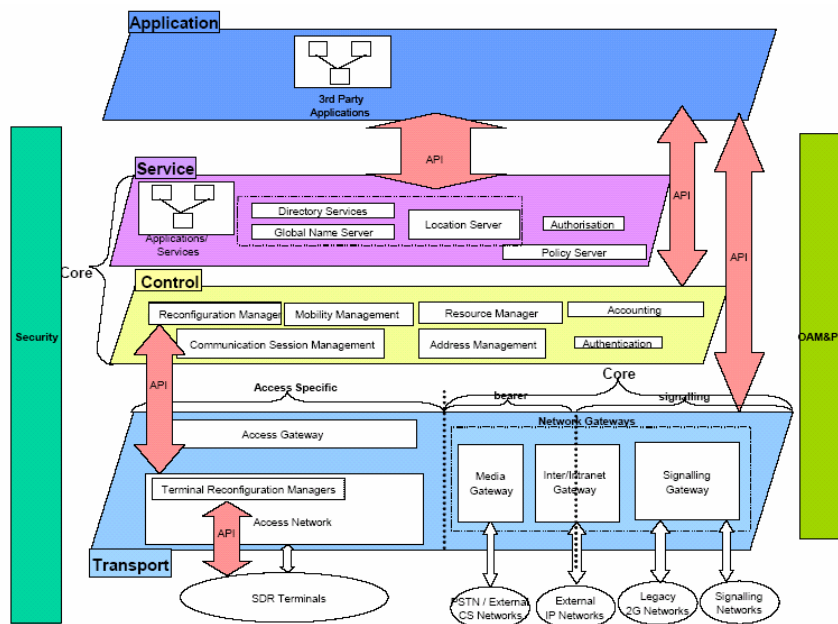 Application
3rd Party
Applications
API
Service
Directory Services
Global Name Server
Location Server
Authorisation
Applications/
Services
Policy Server
API
API
Core
Control
Reconfiguration Manager
Mobility Management
Resource Manager
Accounting
Communication Session Management
Address Management
Authentication
Security
OAM&P
API
Access Specific
Core
bearer
signalling
Network Gateways
Access Gateway
Media
Gateway
Inter/Intranet
Gateway
Signalling
Gateway
Terminal Reconfiguration Managers
Access Network
API
Transport
SDR Terminals
PSTN / External
CS Networks
External
IP Networks
Legacy
2G Networks
Signalling
Networks